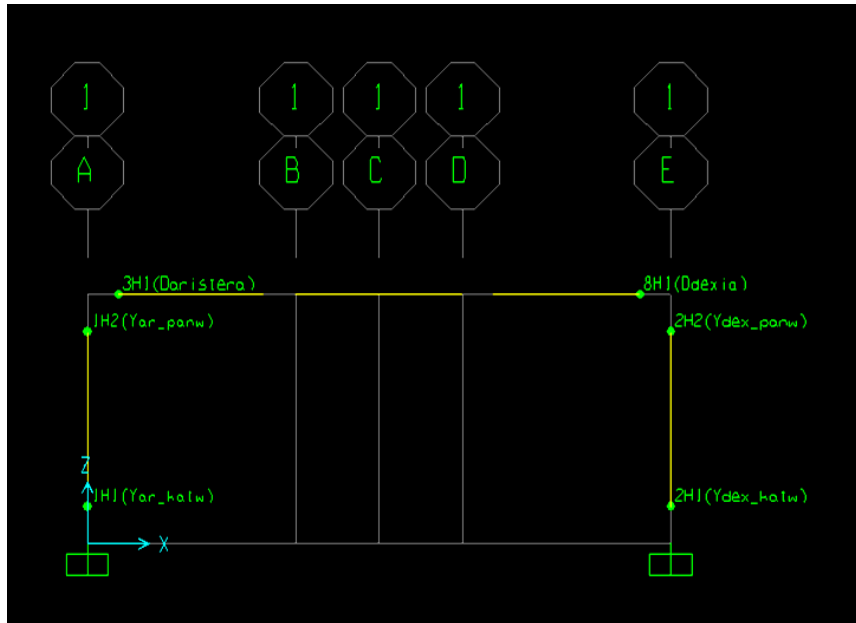 1 1 1 1 1
A B C D E
3H1(Daristera) 8H1(Ddexia)
1H2(Yar_panw) 2H2(Ydex_panw)
Z
1H1(Yar_katw) 2H1(Ydex_katw)
X